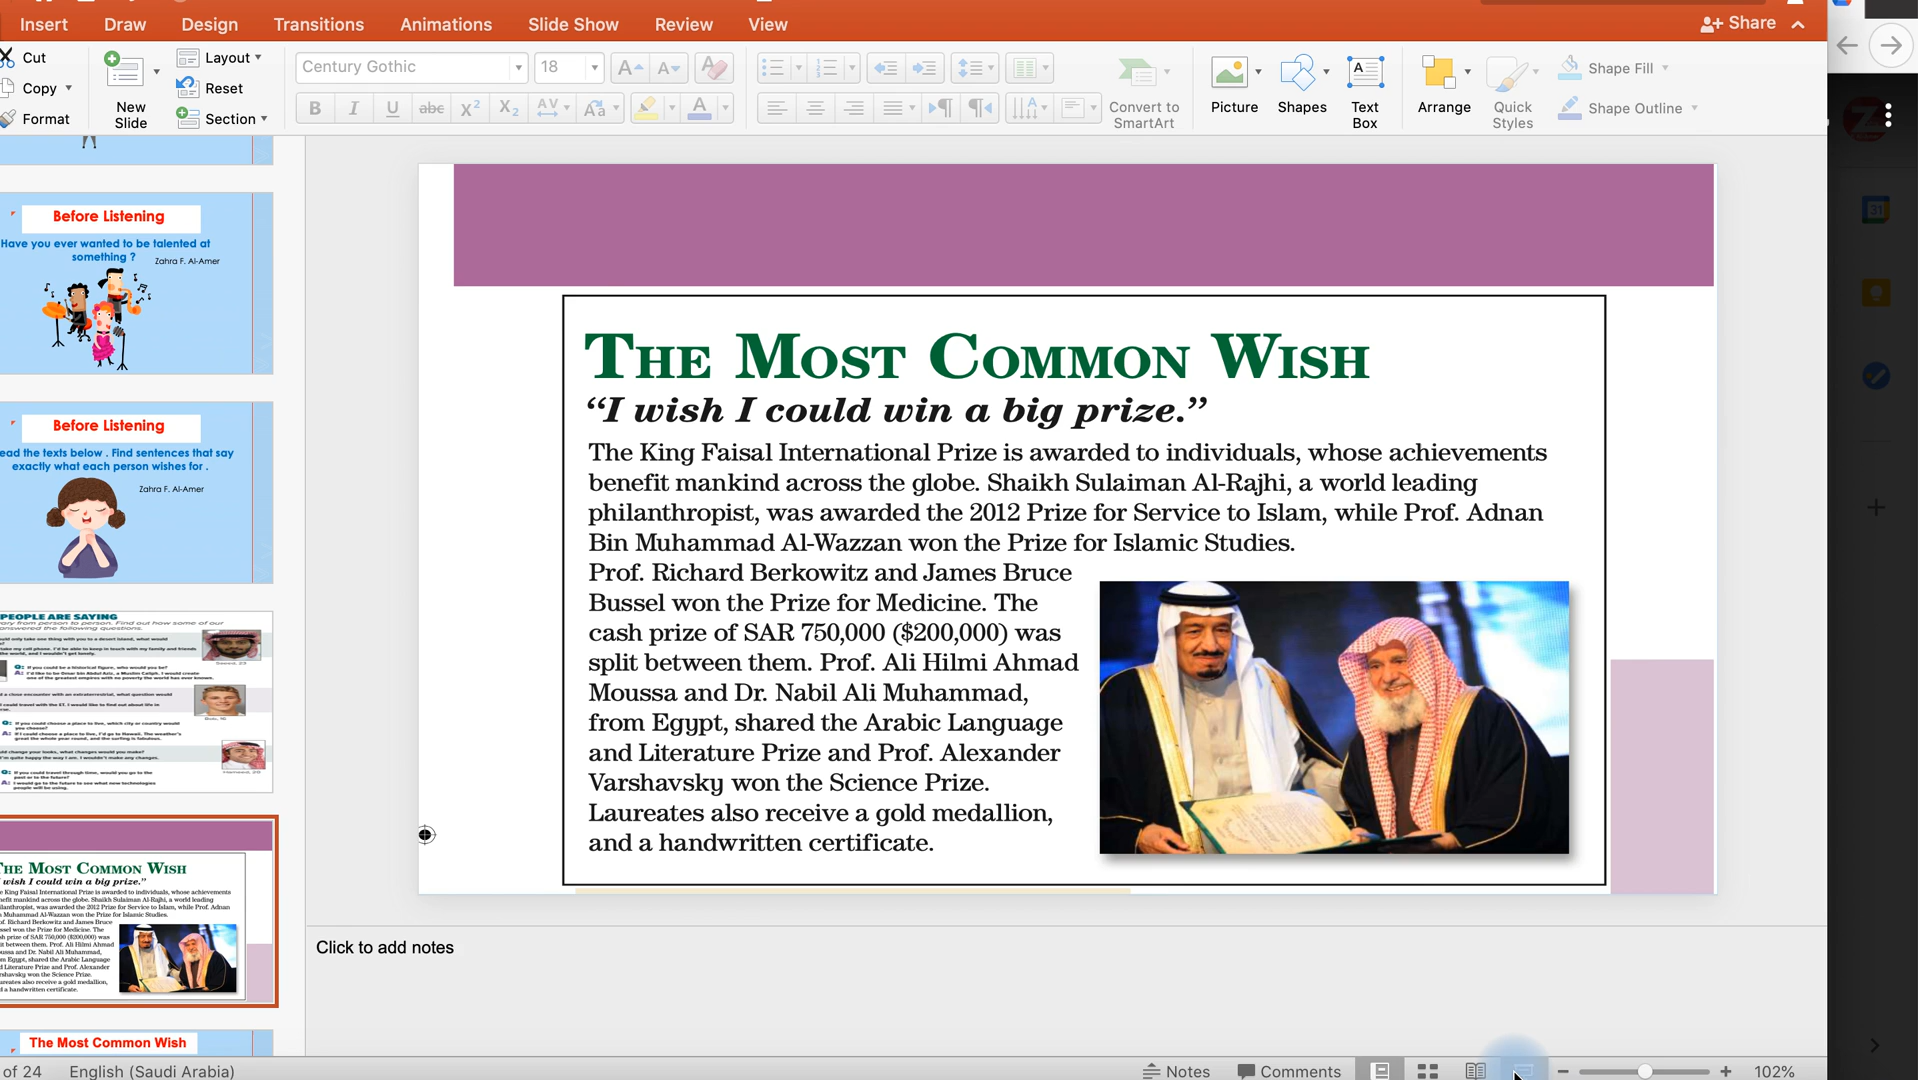 Insert Draw Design Transitions Animations Slide Show Review View Share
Cut
Copy
Format
New
Slide
Layout
Reset
Section
Century Gothic 18
Convert to
SmartArt
Picture
Shapes
Text
Box
Arrange
Quick
Styles
Shape Fill
Shape Outline
Before Listening
Have you ever wanted to be talented at
something ?
Zahra F. Al-Amer
Before Listening
ead the texts below . Find sentences that say
exactly what each person wishes for .
Zahra F. Al-Amer
PEOPLE ARE SAYING
THE MOST COMMON WISH
“I wish I could win a big prize.”
The King Faisal International Prize is awarded to individuals, whose achievements
benefit mankind across the globe. Shaikh Sulaiman Al-Rajhi, a world leading
philanthropist, was awarded the 2012 Prize for Service to Islam, while Prof. Adnan
Bin Muhammad Al-Wazzan won the Prize for Islamic Studies.
Prof. Richard Berkowitz and James Bruce
Bussel won the Prize for Medicine. The
cash prize of SAR 750,000 ($200,000) was
split between them. Prof. Ali Hilmi Ahmad
Moussa and Dr. Nabil Ali Muhammad,
from Egypt, shared the Arabic Language
and Literature Prize and Prof. Alexander
Varshavsky won the Science Prize.
Laureates also receive a gold medallion,
and a handwritten certificate.
The Most Common Wish
Click to add notes
of 24 English (Saudi Arabia) Notes Comments 102%